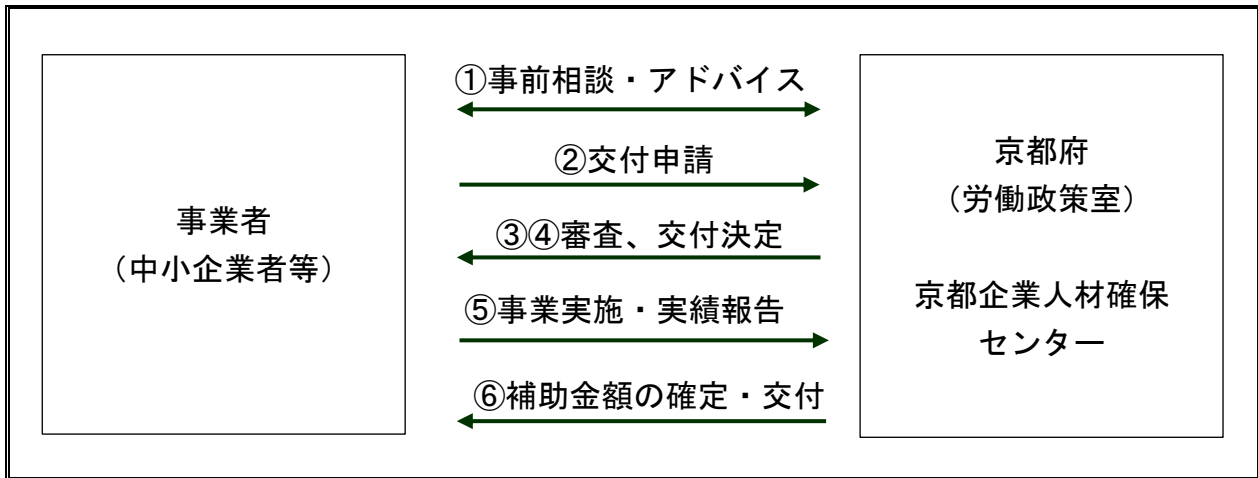 事業者
（中小企業者等）
①事前相談・アドバイス
②交付申請
③④審査、交付決定
⑤事業実施・実績報告
⑥補助金額の確定・交付
京都府
（労働政策室）
京都企業人材確保
センター